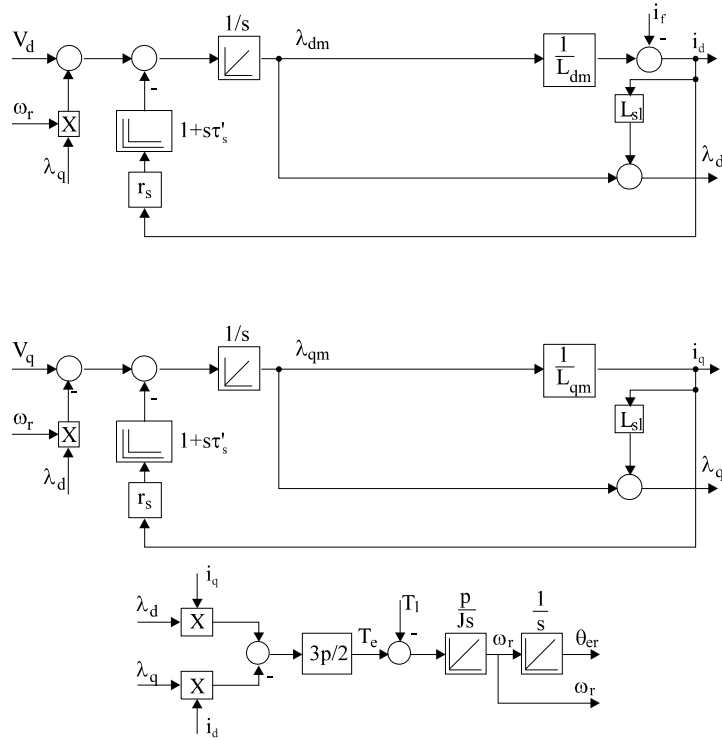 1/s
V_d
λ_dm
1
L_dm
i_f
-
i_d
ω_r
X
λ_q
-
1+sτ'_s
r_s
L_sl
λ_d
1/s
V_q
λ_qm
1
L_qm
i_q
-
ω_r
X
λ_d
-
1+sτ'_s
r_s
L_sl
λ_q
i_q
λ_d
X
T_l
-
p
Js
1
s
3p/2
T_e
ω_r
θ_er
λ_q
X
-
i_d
ω_r